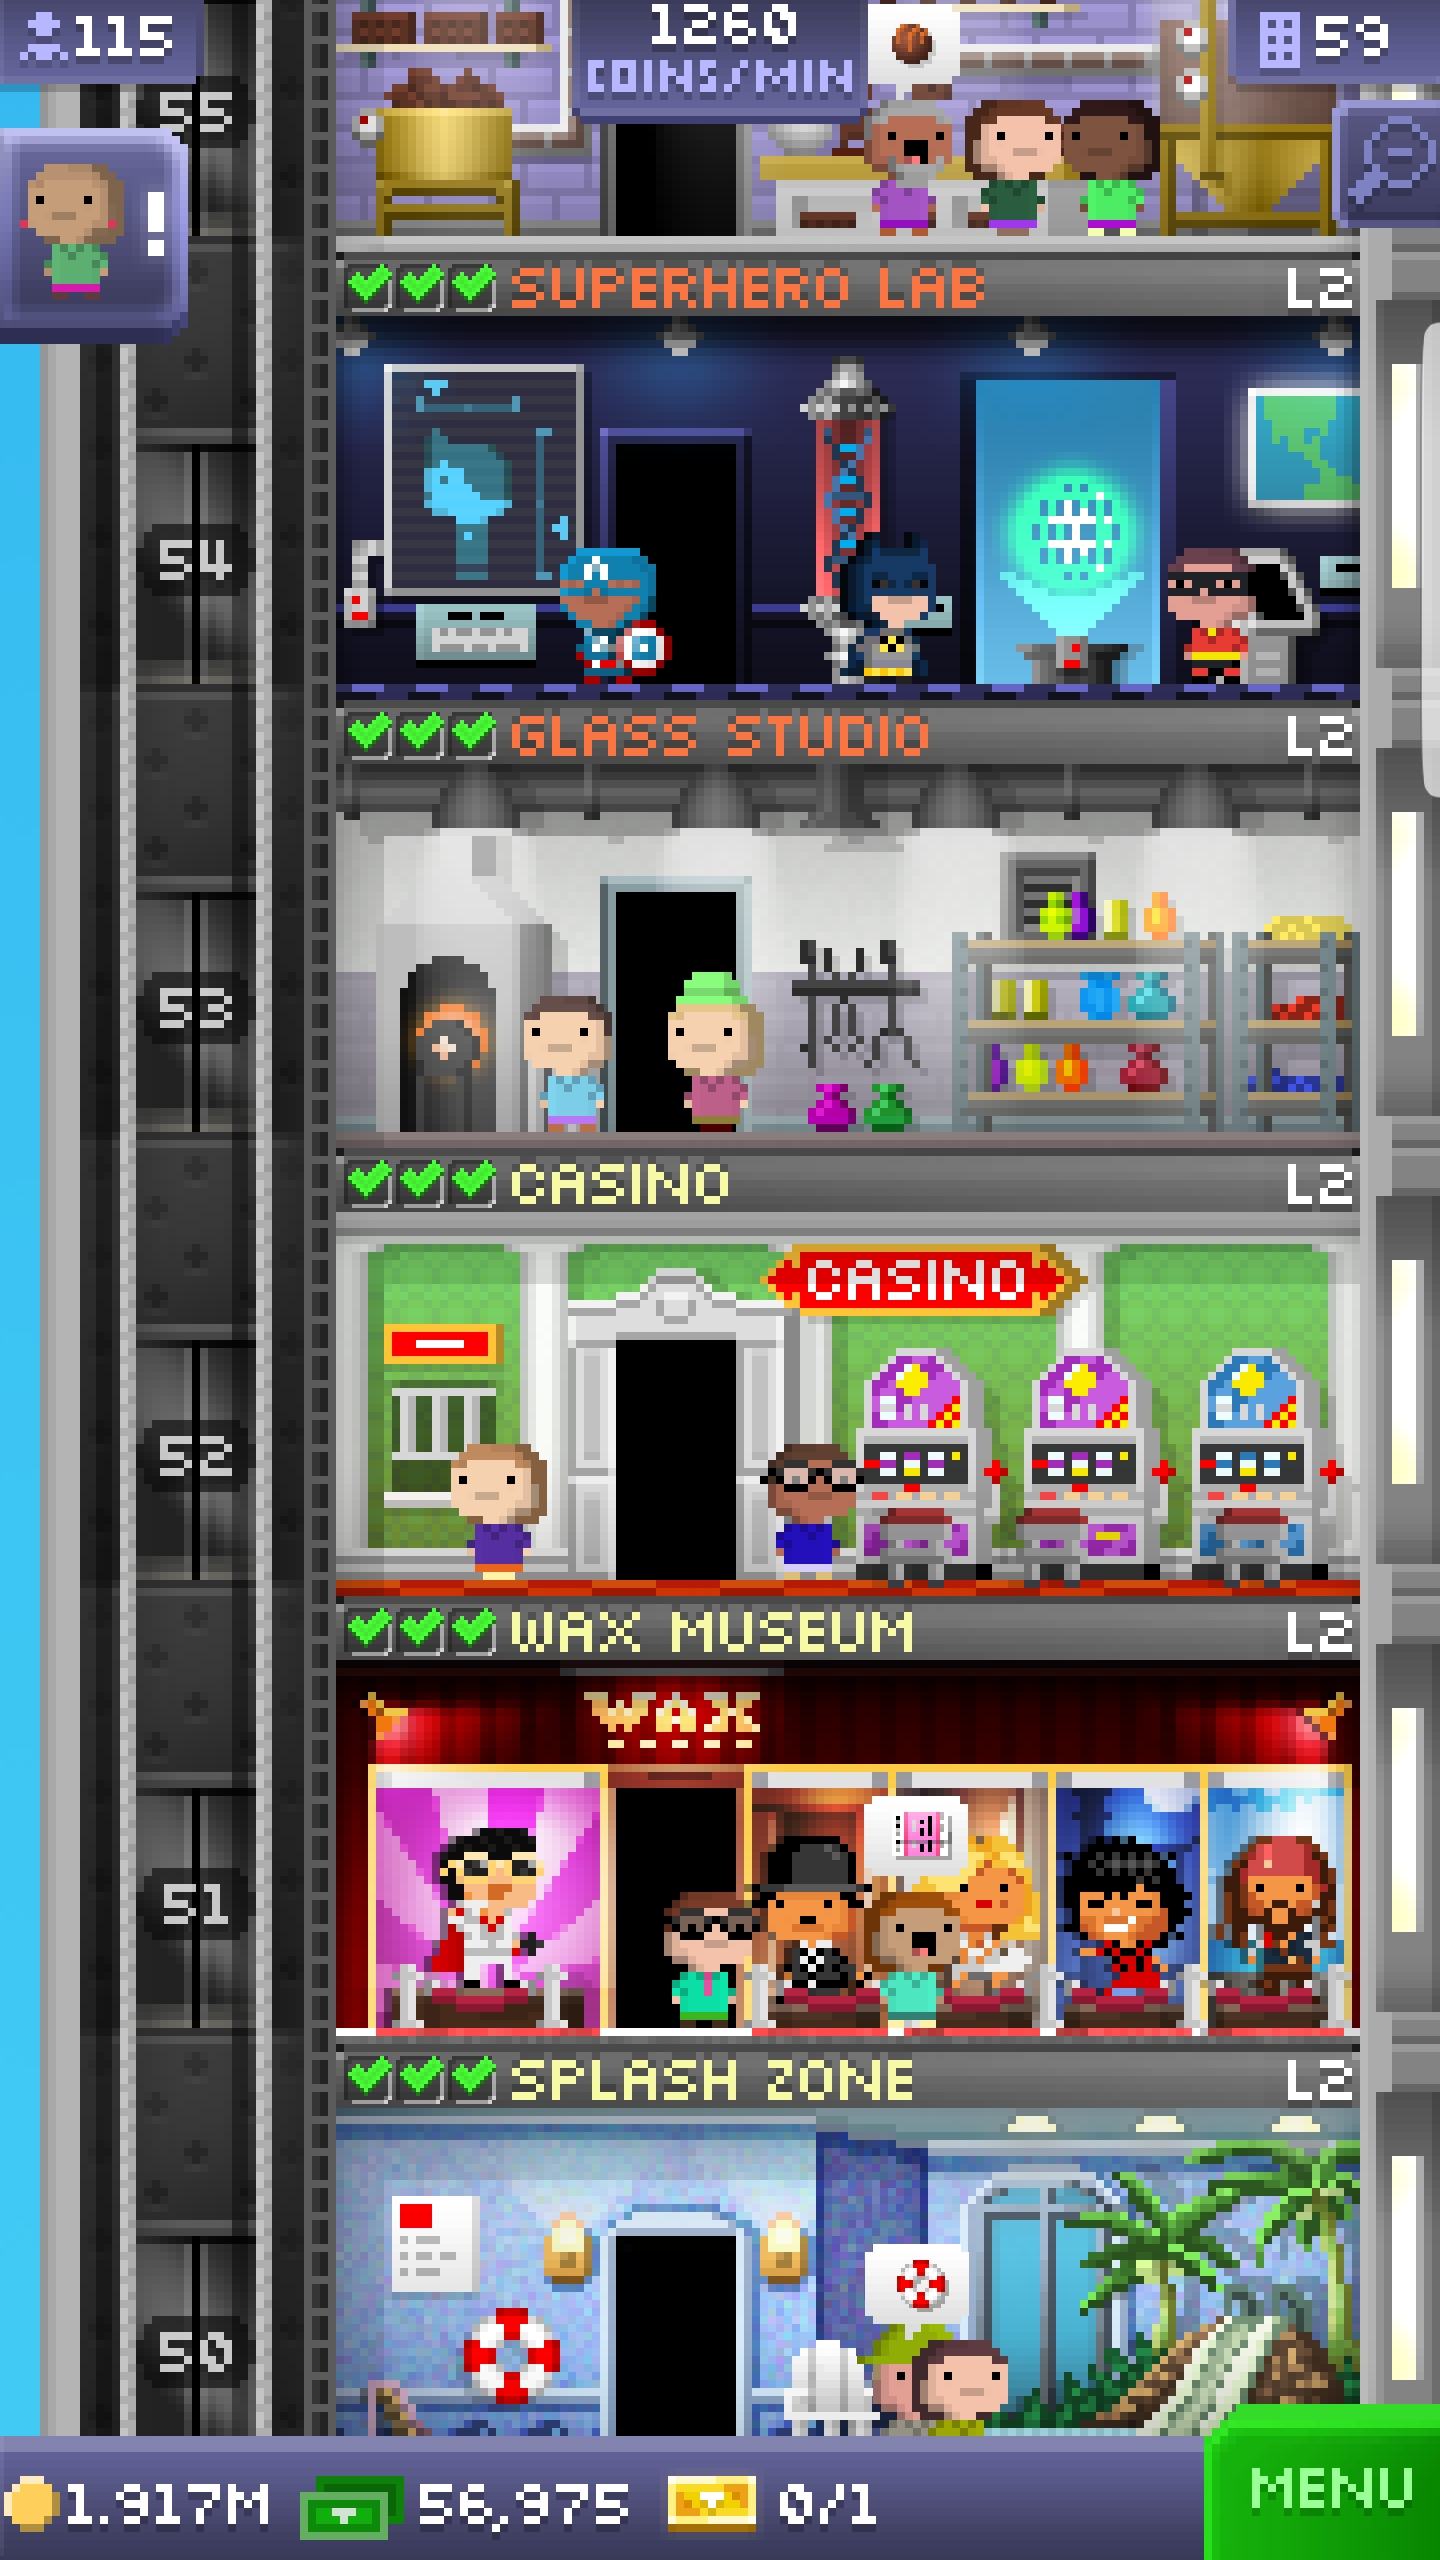 115
1260
COINS/MIN
59
55
!
SUPERHERO LAB L2
54
GLASS STUDIO L2
53
CASINO L2
CASINO
52
WAX MUSEUM L2
WAX
51
SPLASH ZONE L2
50
1.917M 56,975 0/1 MENU